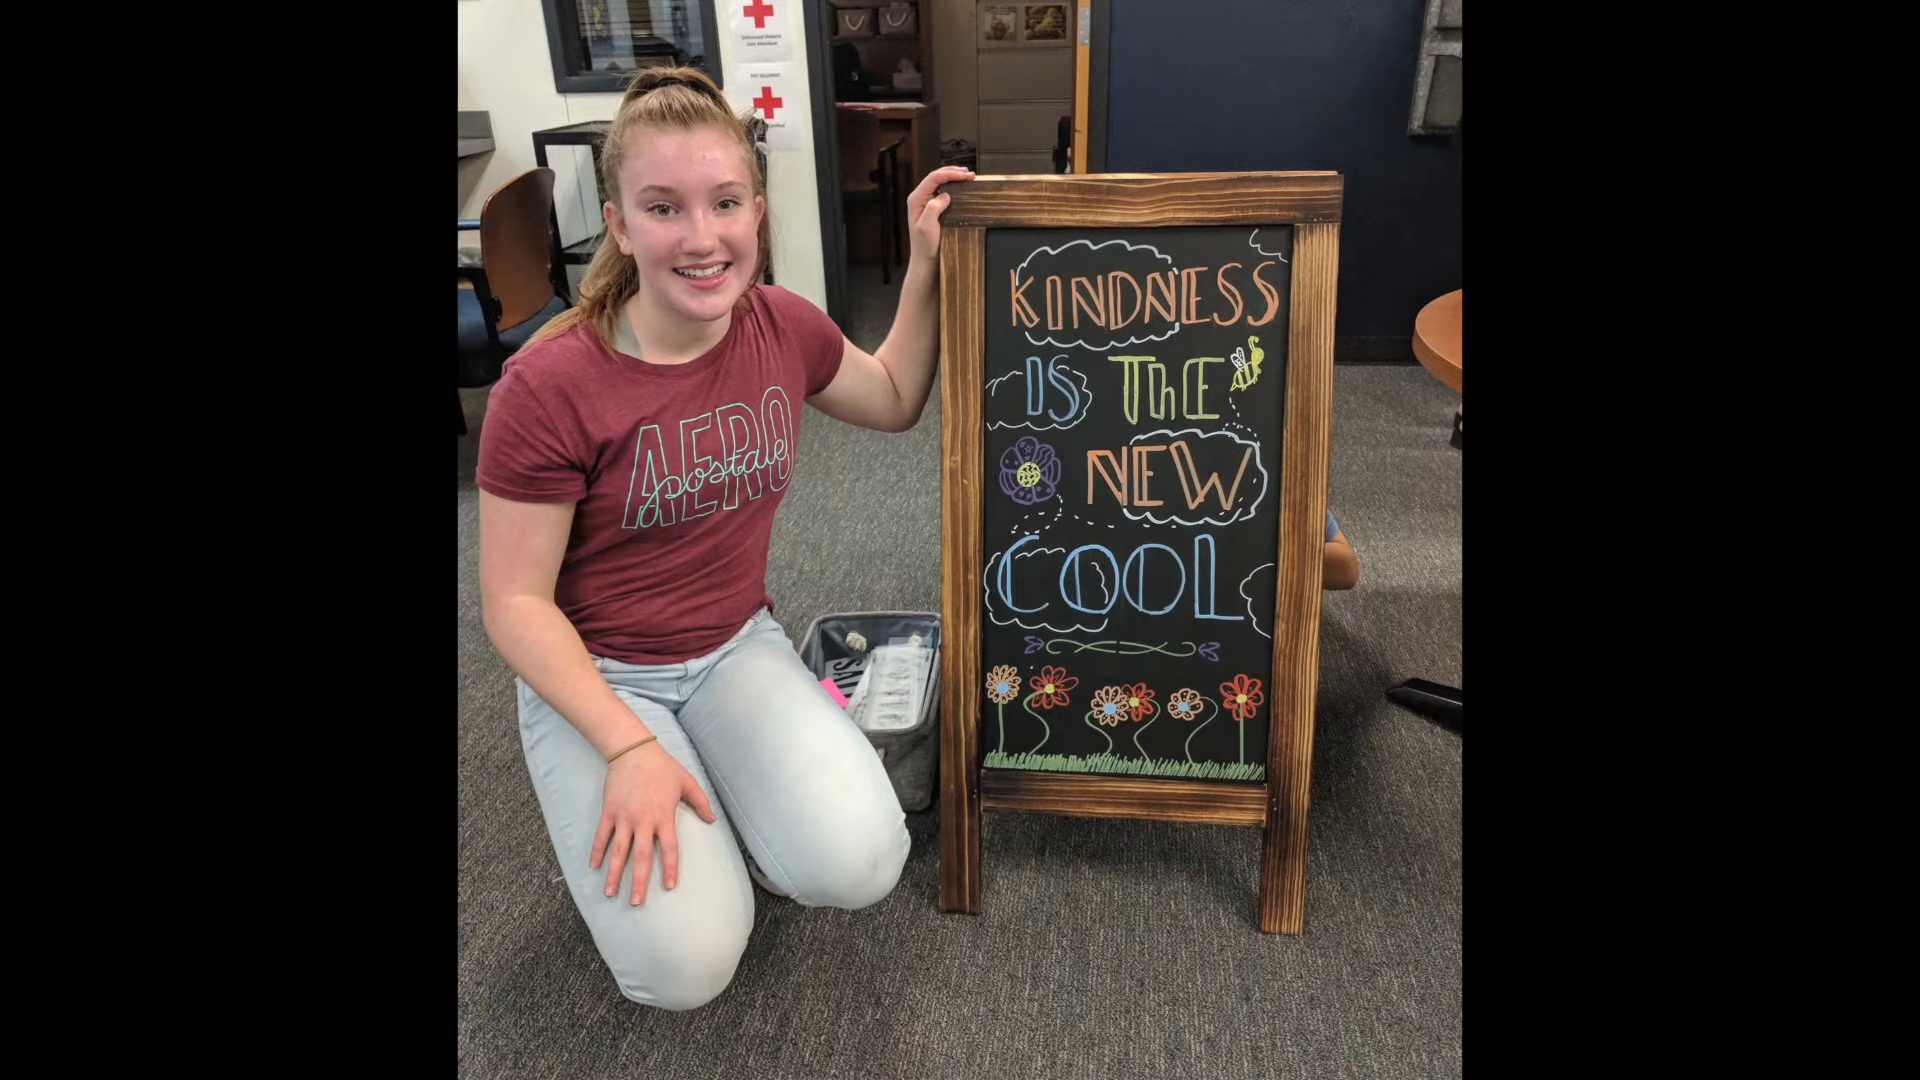 KINDNESS
IS THE
NEW
COOL
AERO
postale